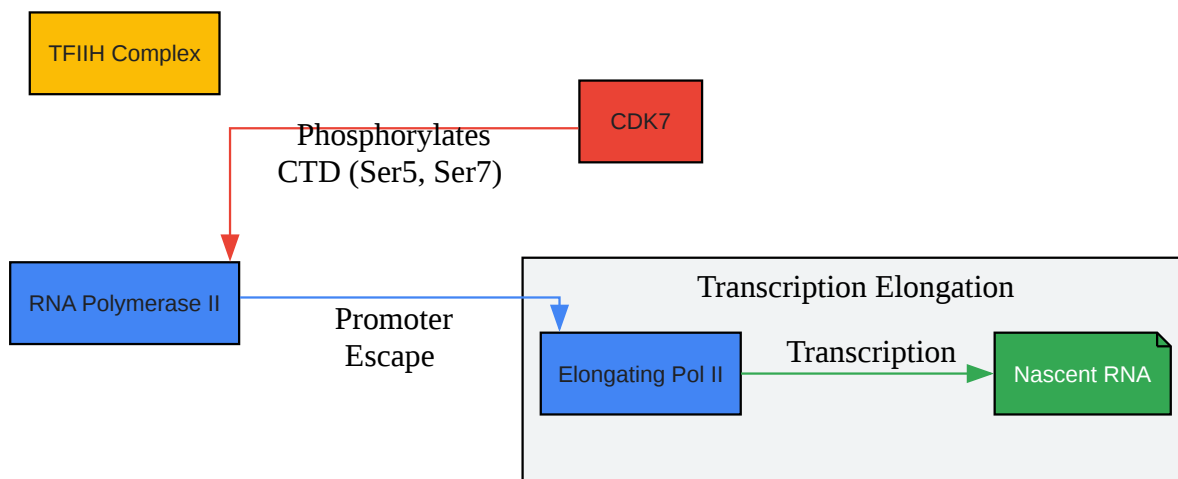 TFIIH Complex
CDK7
Phosphorylates
CTD (Ser5, Ser7)
RNA Polymerase II
Promoter
Escape
Transcription Elongation
Elongating Pol II
Transcription
Nascent RNA